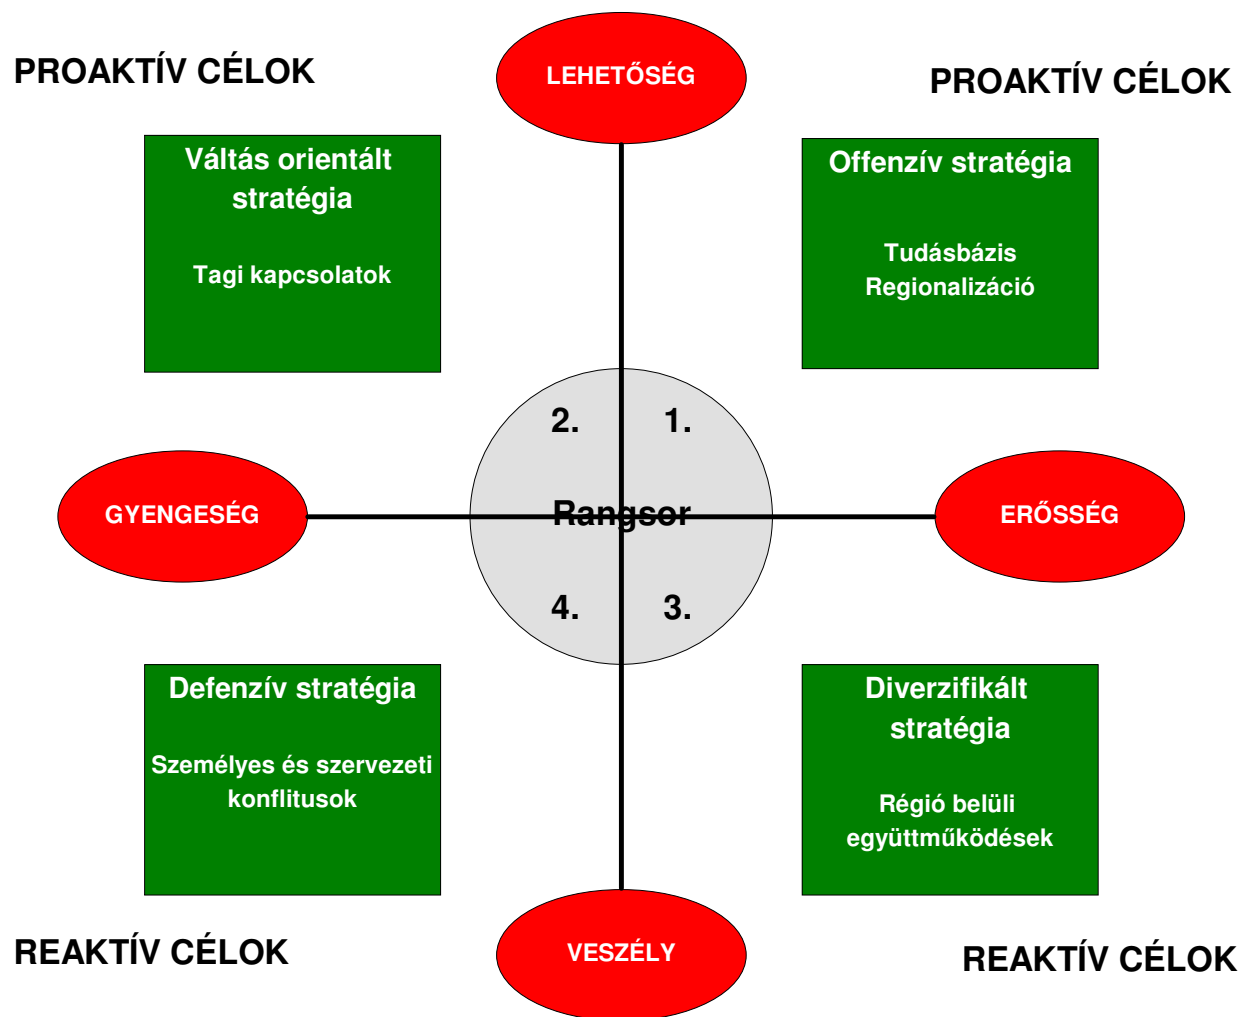 LEHETŐSÉG
PROAKTÍV CÉLOK
PROAKTÍV CÉLOK
Váltás orientált
stratégia
Tagi kapcsolatok
Offenzív stratégia
Tudásbázis
Regionalizáció
2.
1.
GYENGESÉG
Rangsor
ERŐSSÉG
4.
3.
Defenzív stratégia
Személyes és szervezeti
konflitusok
Diverzifikált
stratégia
Régió belüli
együttműködések
REAKTÍV CÉLOK
VESZÉLY
REAKTÍV CÉLOK